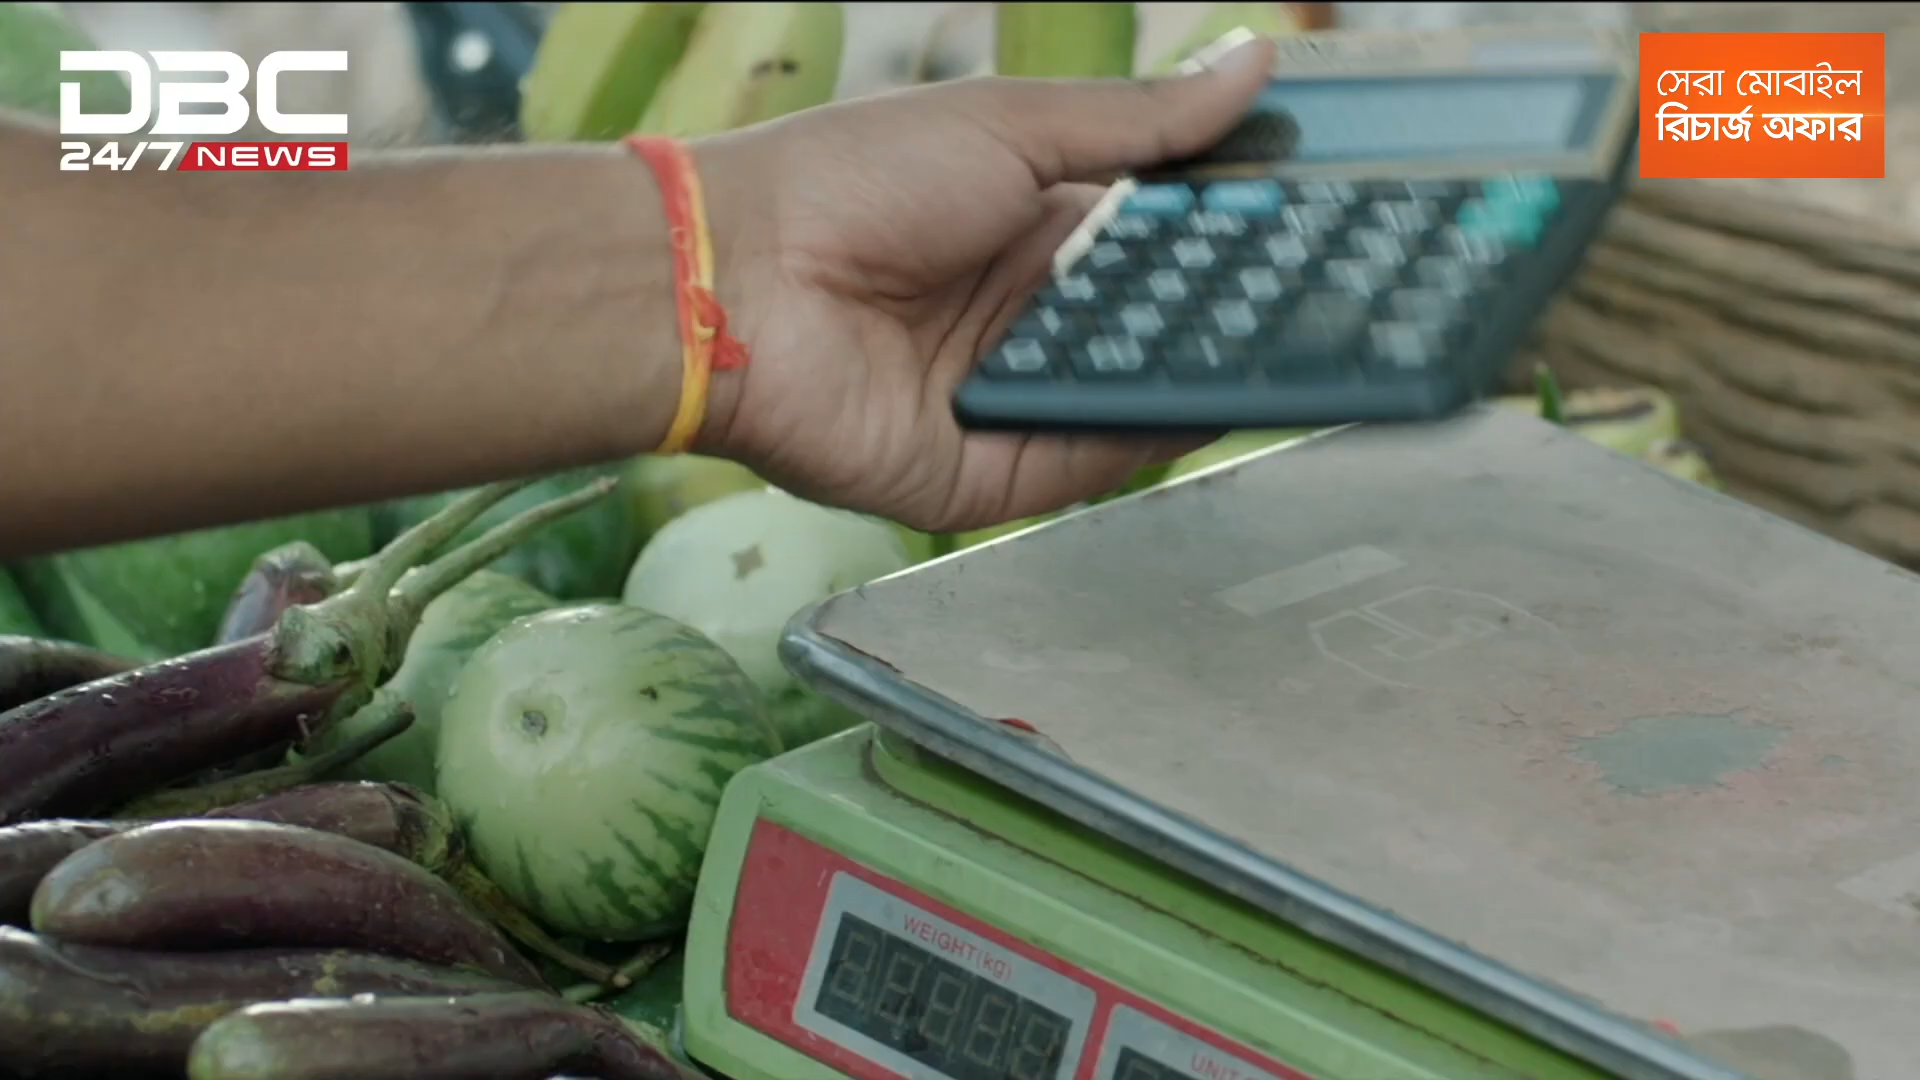 DBC
24/7 NEWS
সেরা মোবাইল
রিচার্জ অফার
WEIGHT(kg)